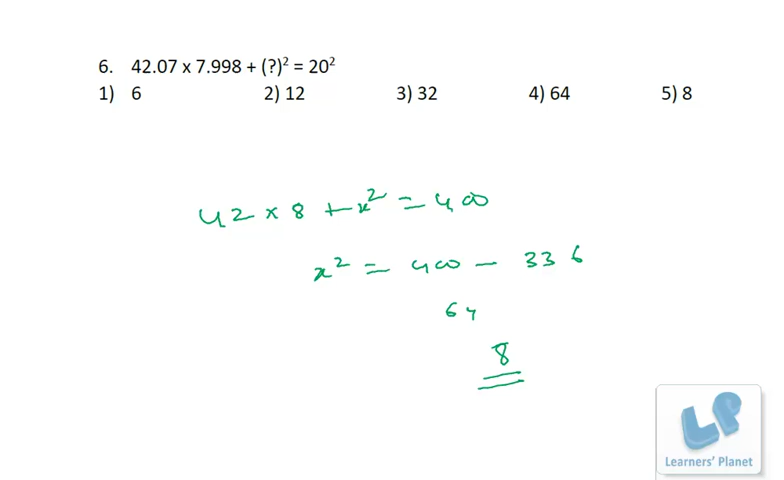 6. 42.07 x 7.998 + (?)² = 20²
1) 6 2) 12 3) 32 4) 64 5) 8
42 × 8 + x² = 400
x² = 400 - 336
64
8
LP
Learners' Planet